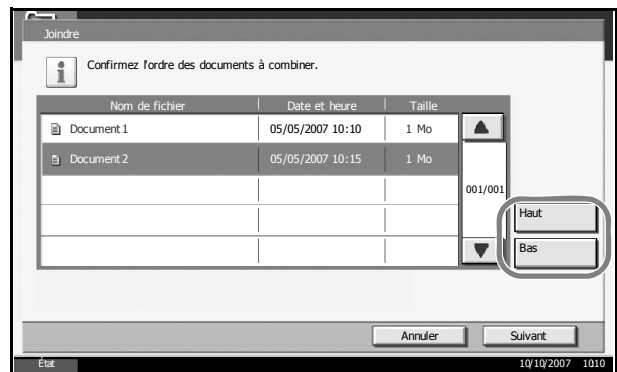 Joindre
Confirmez l'ordre des documents à combiner.
Nom de fichier Date et heure Taille
Document 1 05/05/2007 10:10 1 Mo
Document 2 05/05/2007 10:15 1 Mo
001/001
Haut
Bas
Annuler Suivant
État 10/10/2007 10:10